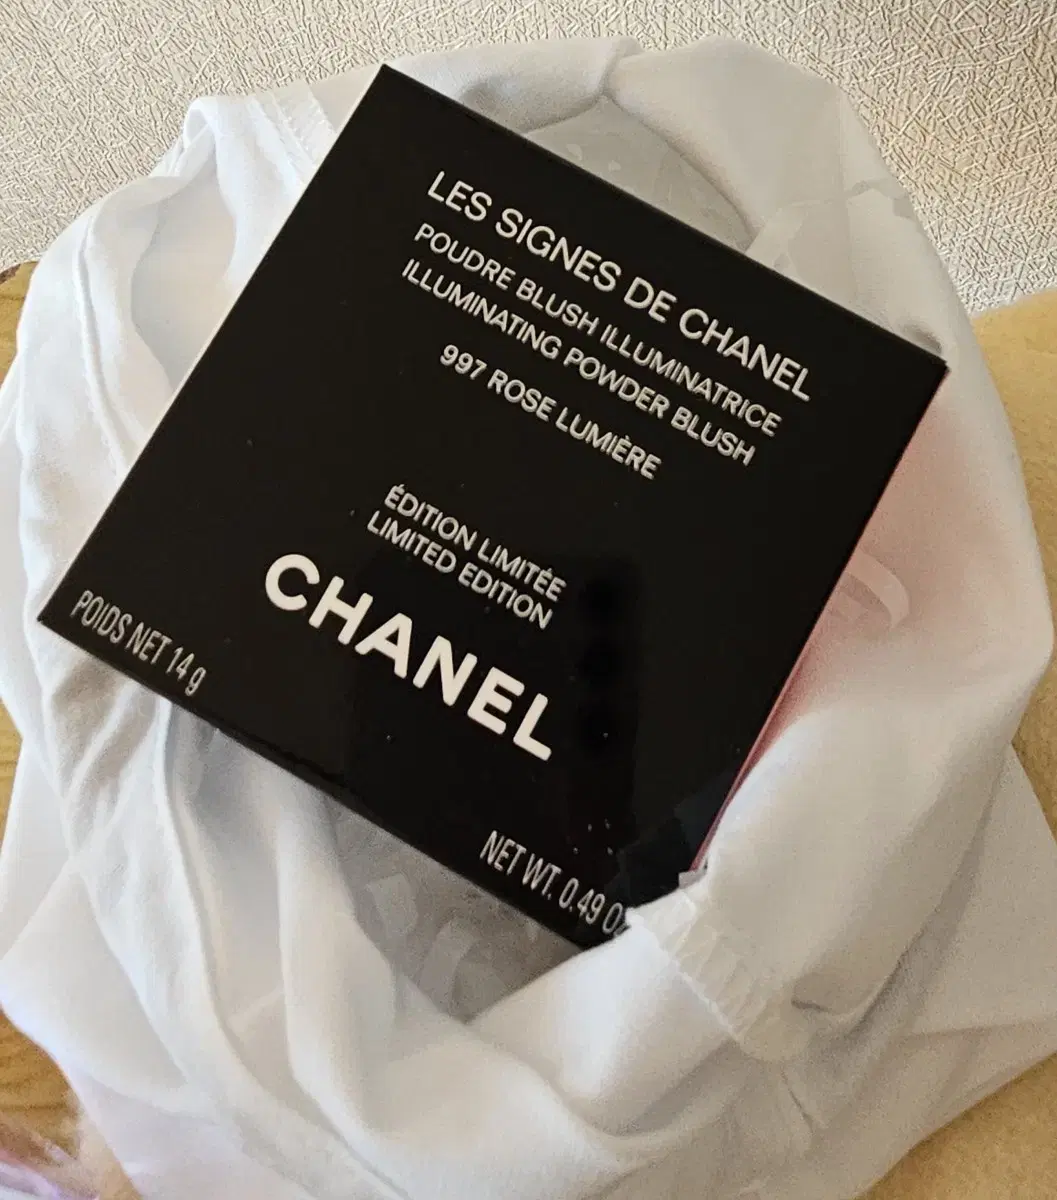 LES SIGNES DE CHANEL
POUDRE BLUSH ILLUMINATRICE
ILLUMINATING POWDER BLUSH
997 ROSE LUMIÈRE
ÉDITION LIMITÉE
LIMITED EDITION
CHANEL
POIDS NET 14 g
NET WT. 0.49 Oz